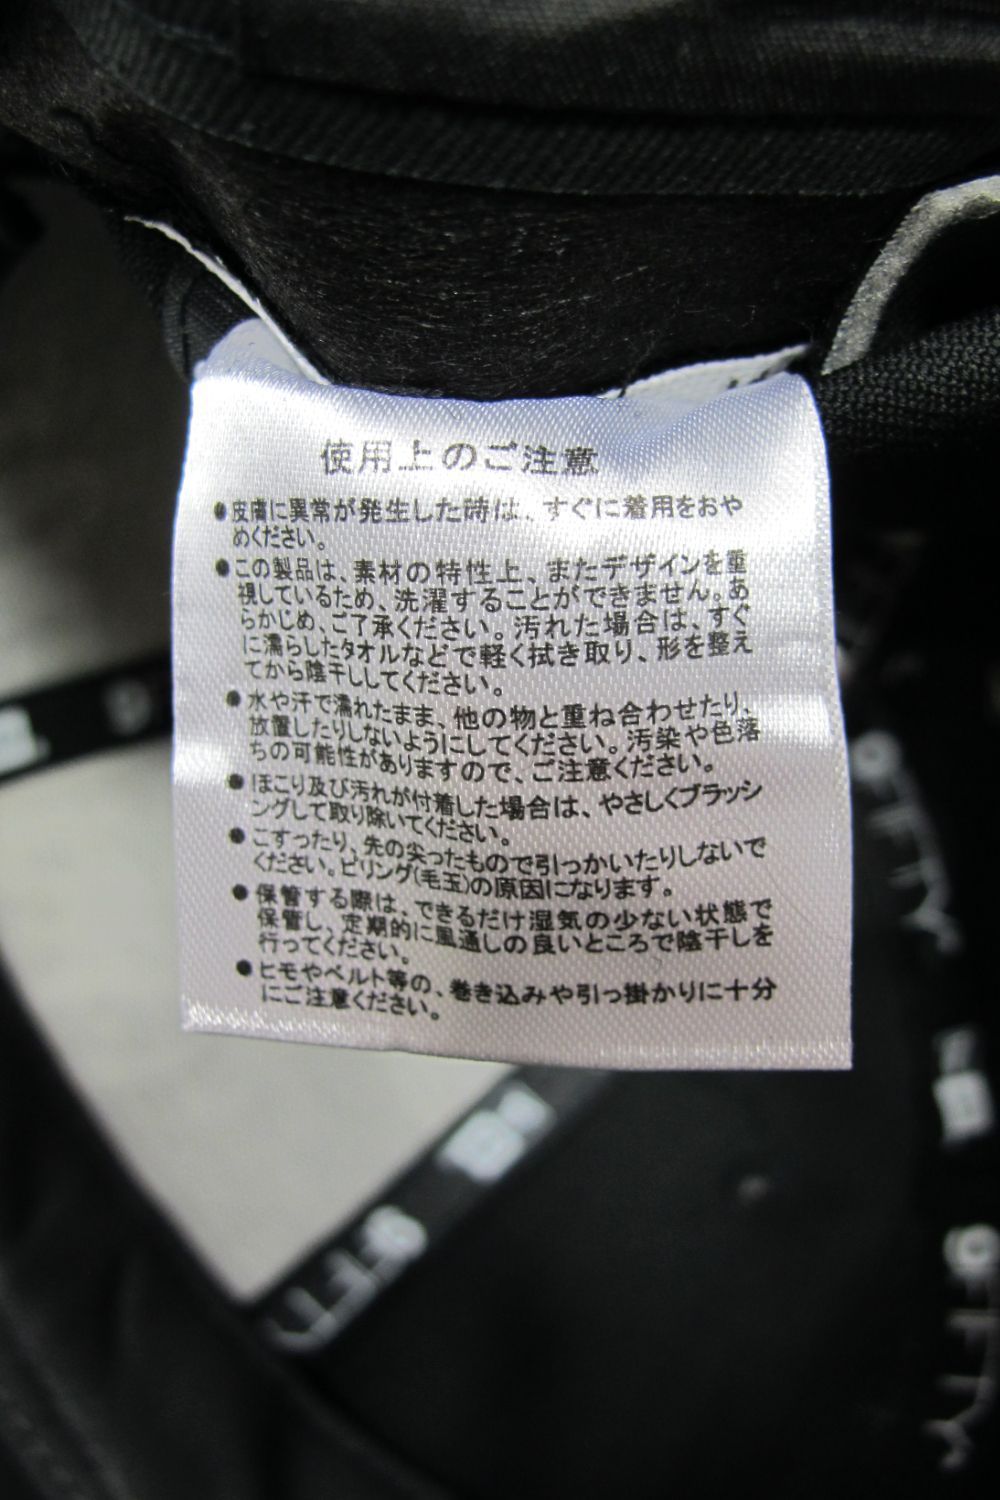 使用上のご注意
●皮膚に異常が発生した時は、すぐに着用をおや
めください。
●この製品は、素材の特性上、またデザインを重
視しているため、洗濯することができません。あ
らかじめ、ご了承ください。汚れた場合は、すぐ
に濡らしたタオルなどで軽く拭き取り、形を整え
てから陰干ししてください。
●水や汗で濡れたまま、他の物と重ね合わせたり、
放置したりしないようにしてください。汚染や色落
ちの可能性がありますので、ご注意ください。
●ほこり及び汚れが付着した場合は、やさしくブラッシ
ングして取り除いてください。
●こすったり、先の尖ったもので引っかいたりしないで
ください。ピリング(毛玉)の原因になります。
●保管する際は、できるだけ湿気の少ない状態で
保管し、定期的に風通しの良いところで陰干しを
行ってください。
●ヒモやベルト等の、巻き込みや引っ掛かりに十分
にご注意ください。
9FIFTY
9FIFTY
9FIFTY